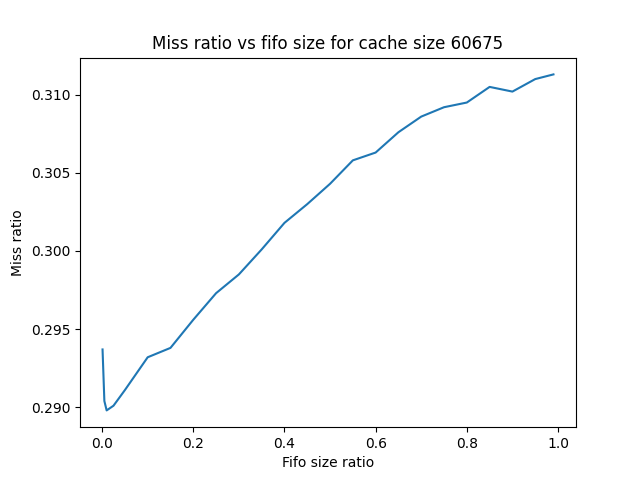 Miss ratio vs fifo size for cache size 60675
Miss ratio
0.310
0.305
0.300
0.295
0.290
0.0 0.2 0.4 0.6 0.8 1.0
Fifo size ratio